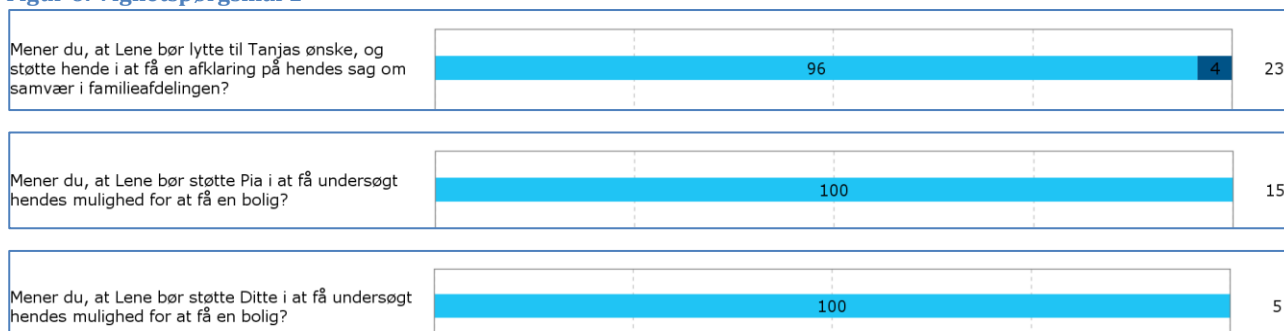 Mener du, at Lene bør lytte til Tanjas ønske, og
støtte hende i at få en afklaring på hendes sag om
samvær i familieafdelingen?
96
4
23
Mener du, at Lene bør støtte Pia i at få undersøgt
hendes mulighed for at få en bolig?
100
15
Mener du, at Lene bør støtte Ditte i at få undersøgt
hendes mulighed for at få en bolig?
100
5